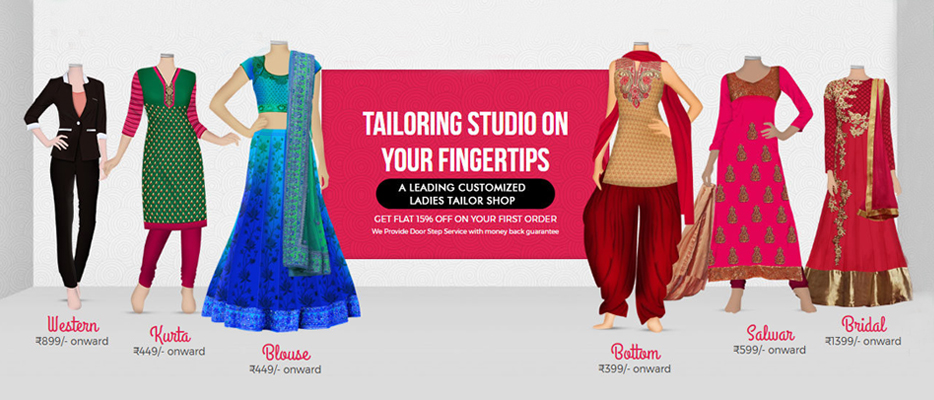 TAILORING STUDIO ON
YOUR FINGERTIPS
A LEADING CUSTOMIZED
LADIES TAILOR SHOP
GET FLAT 15% OFF ON YOUR FIRST ORDER
We Provide Door Step Service with money back guarantee
Western
₹899/- onward
Kurta
₹449/- onward
Blouse
₹449/- onward
Bottom
₹399/- onward
Salwar
₹599/- onward
Bridal
₹1399/- onward